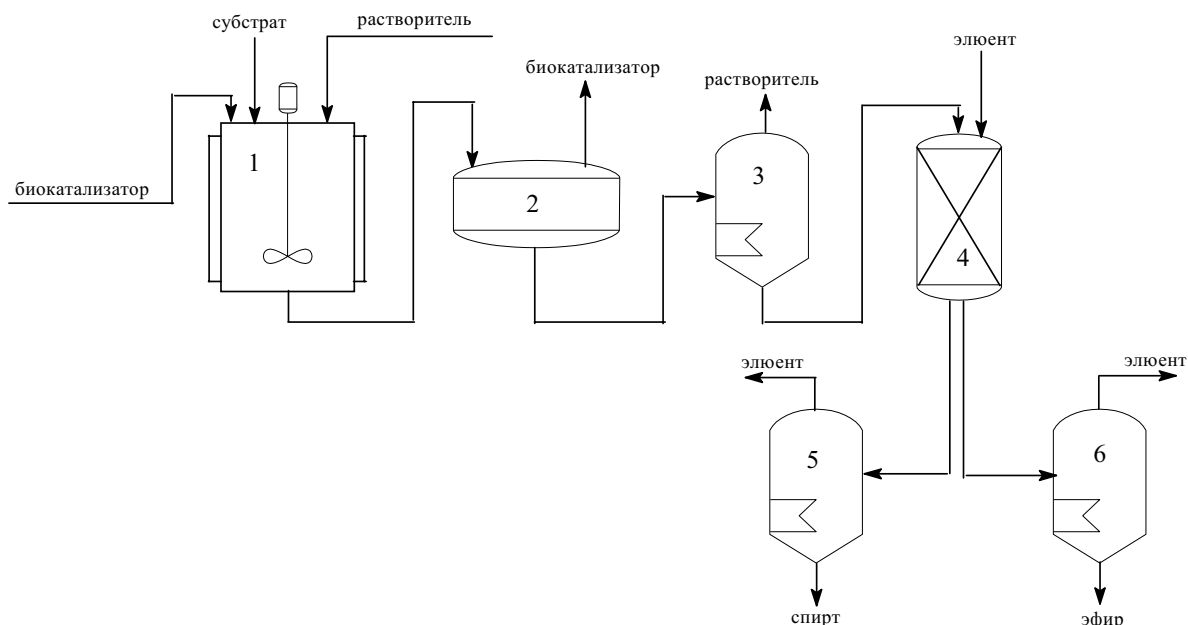 субстрат
растворитель
элюент
биокатализатор
растворитель
биокатализатор
1
2
3
4
элюент
элюент
5
6
спирт
эфир